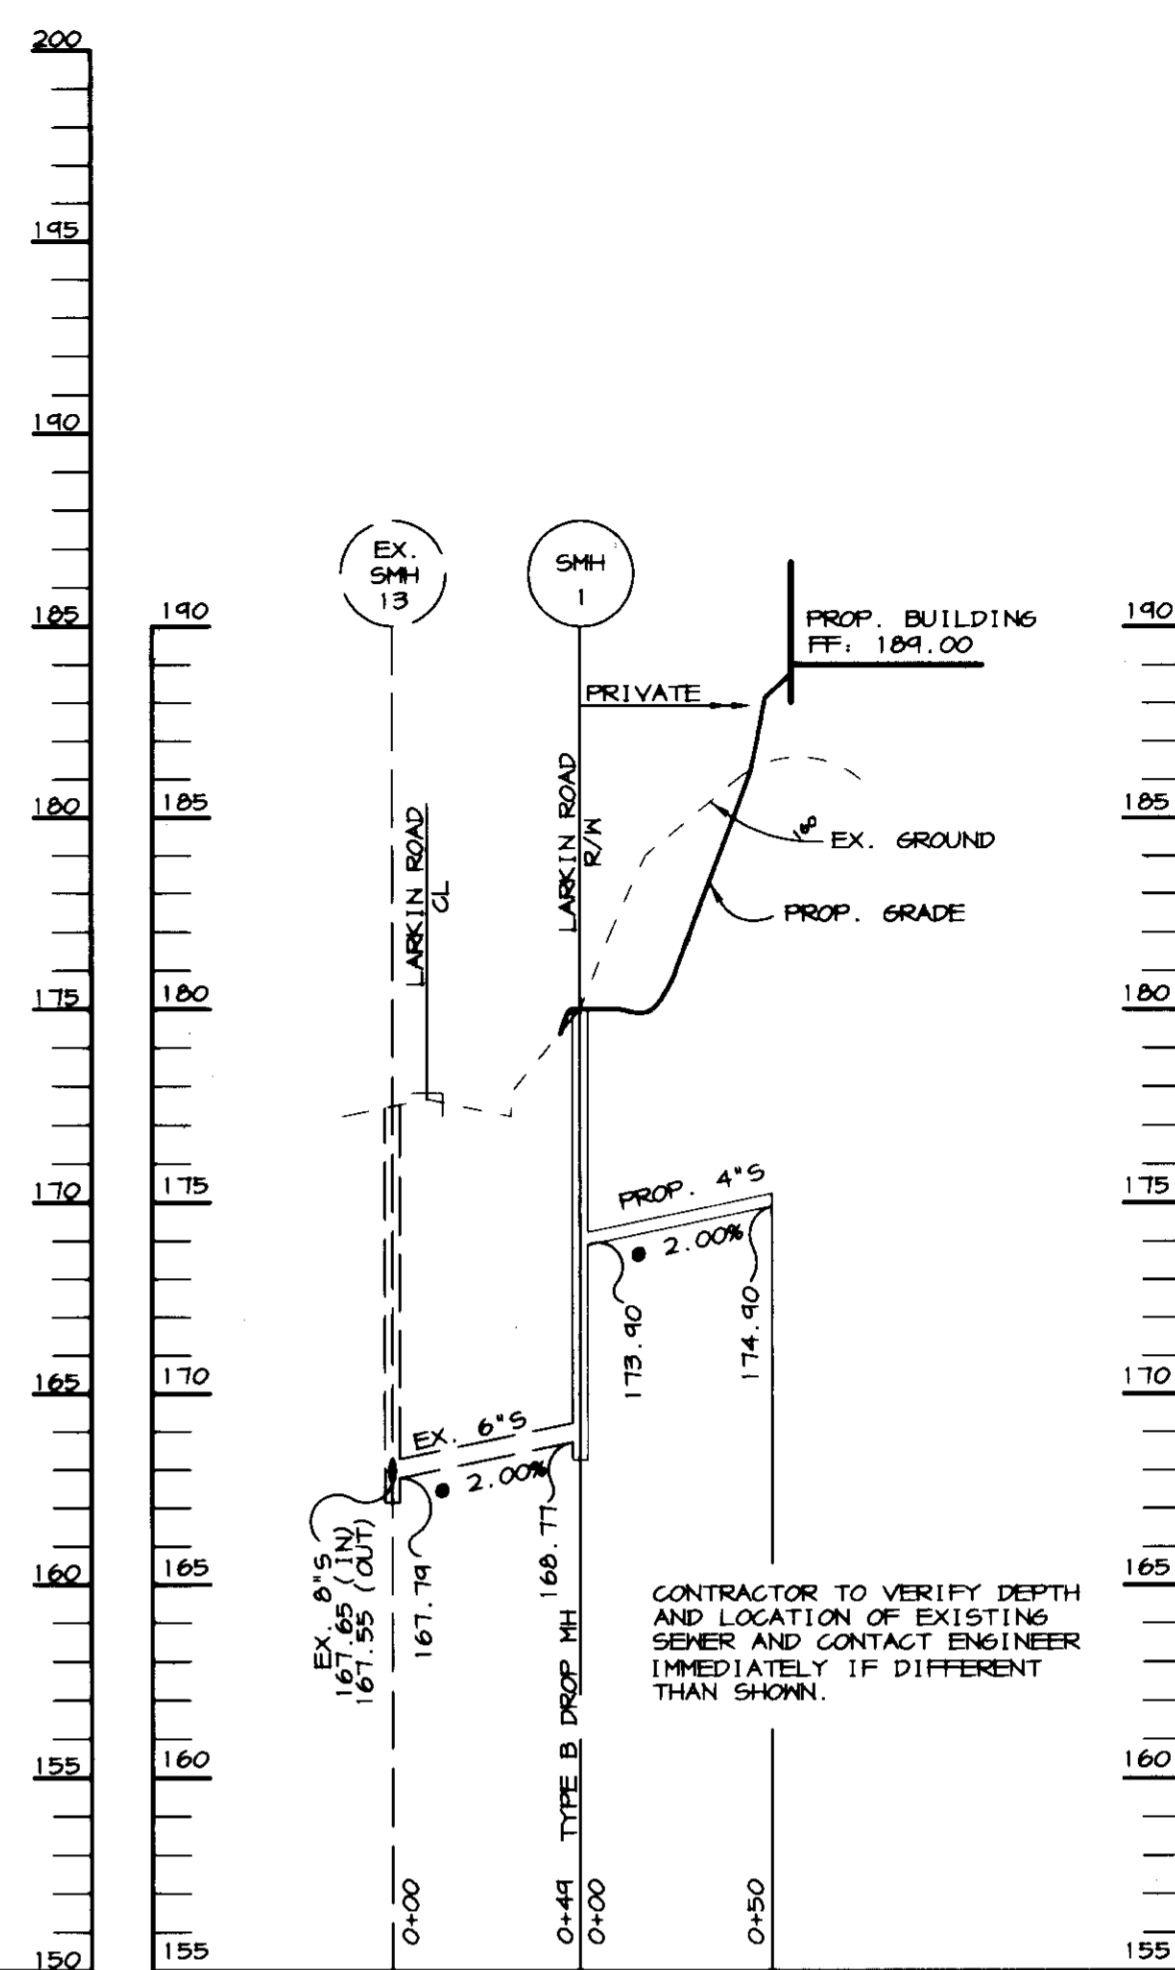 200
195
190
185
180
175
170
165
160
155
150
190
185
180
175
170
165
160
155
EX.
SMH
13
SMH
1
PROP. BUILDING
FF: 189.00
PRIVATE
LARKIN ROAD
CL
LARKIN ROAD
R/W
EX. GROUND
PROP. GRADE
PROP. 4"S
2.00%
173.90
174.90
EX. 6"S
2.00%
EX. 8"S
167.65 (IN)
167.55 (OUT)
167.79
168.77
TYPE B DROP MH
CONTRACTOR TO VERIFY DEPTH
AND LOCATION OF EXISTING
SEWER AND CONTACT ENGINEER
IMMEDIATELY IF DIFFERENT
THAN SHOWN.
0+00
0+49
0+00
0+50
190
185
180
175
170
165
160
155